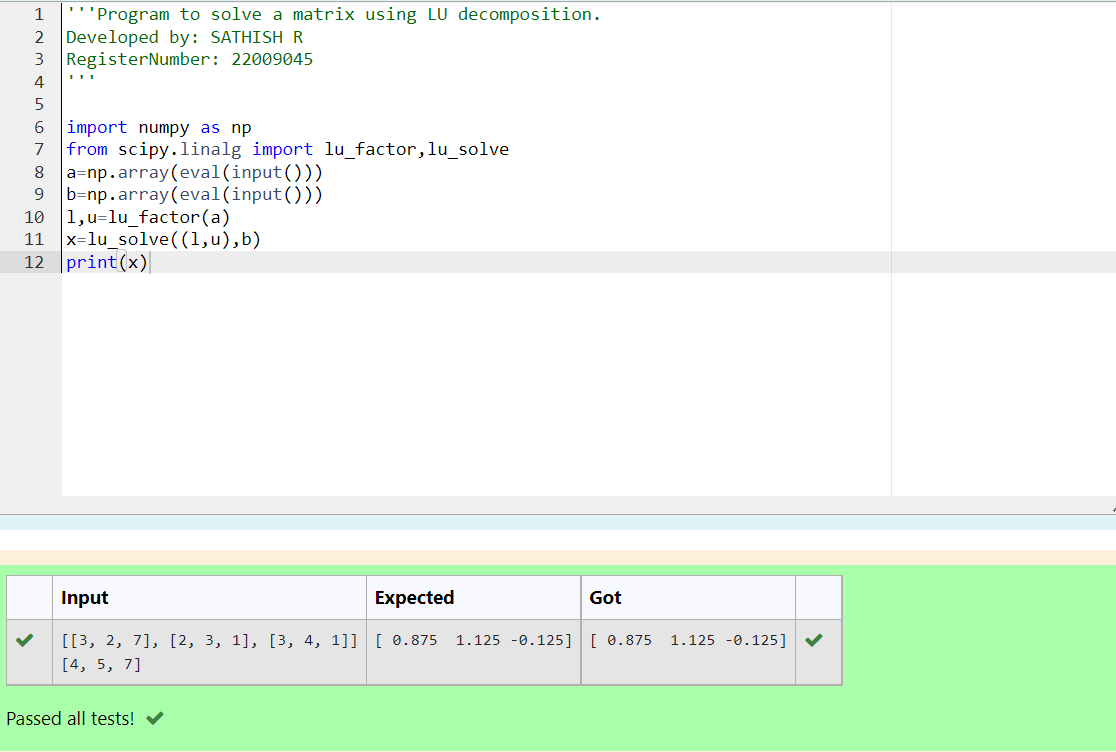 1 '''Program to solve a matrix using LU decomposition.
2 Developed by: SATHISH R
3 RegisterNumber: 22009045
4 '''
5
6 import numpy as np
7 from scipy.linalg import lu_factor,lu_solve
8 a=np.array(eval(input()))
9 b=np.array(eval(input()))
10 l,u=lu_factor(a)
11 x=lu_solve((l,u),b)
12 print(x)
Input Expected Got
[[3, 2, 7], [2, 3, 1], [3, 4, 1]] [ 0.875  1.125 -0.125] [ 0.875  1.125 -0.125]
[4, 5, 7]
Passed all tests!